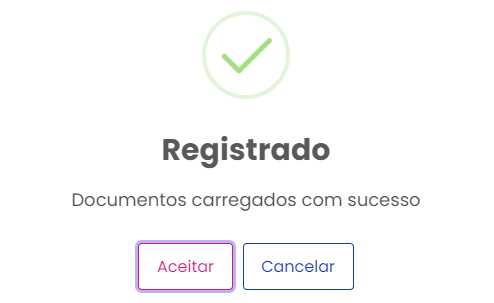 Registrado
Documentos carregados com sucesso
Aceitar
Cancelar